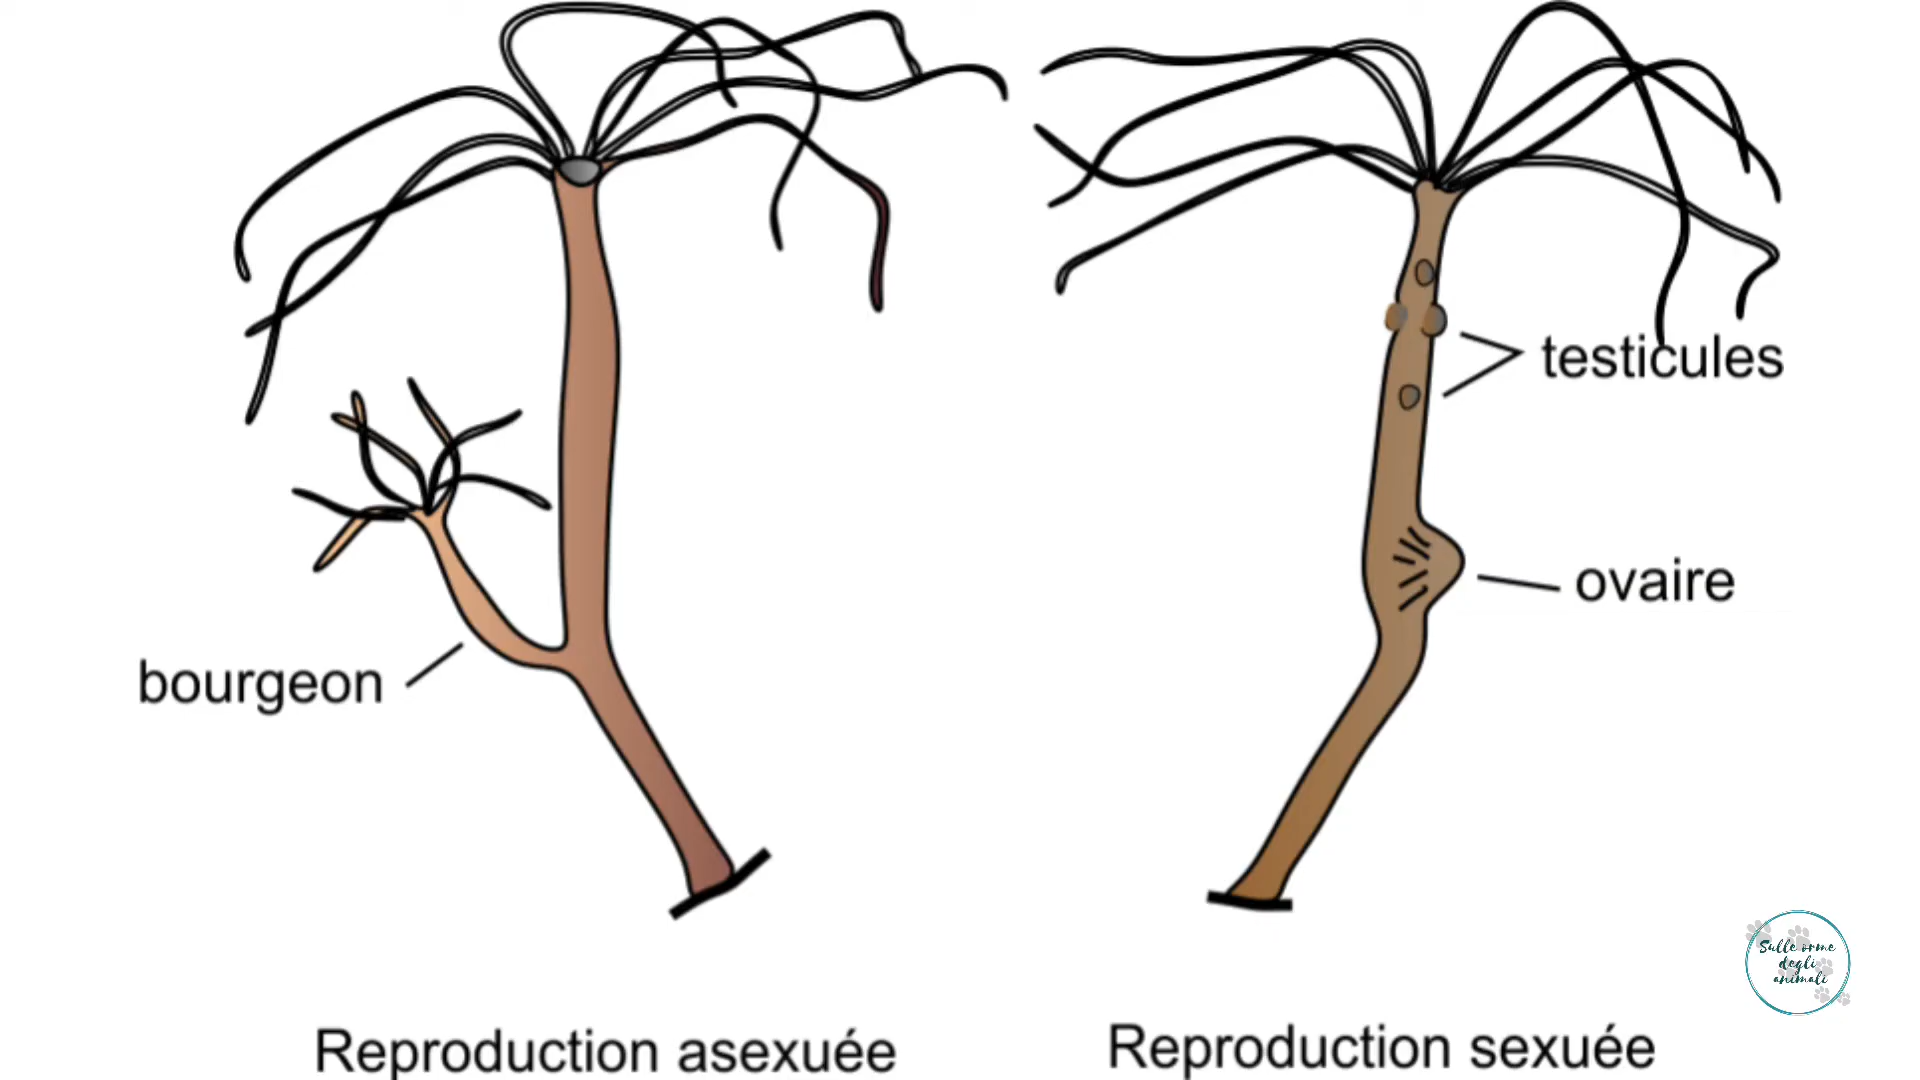 testicules
ovaire
bourgeon
Reproduction asexuée
Reproduction sexuée
Sulle orme
degli
animali